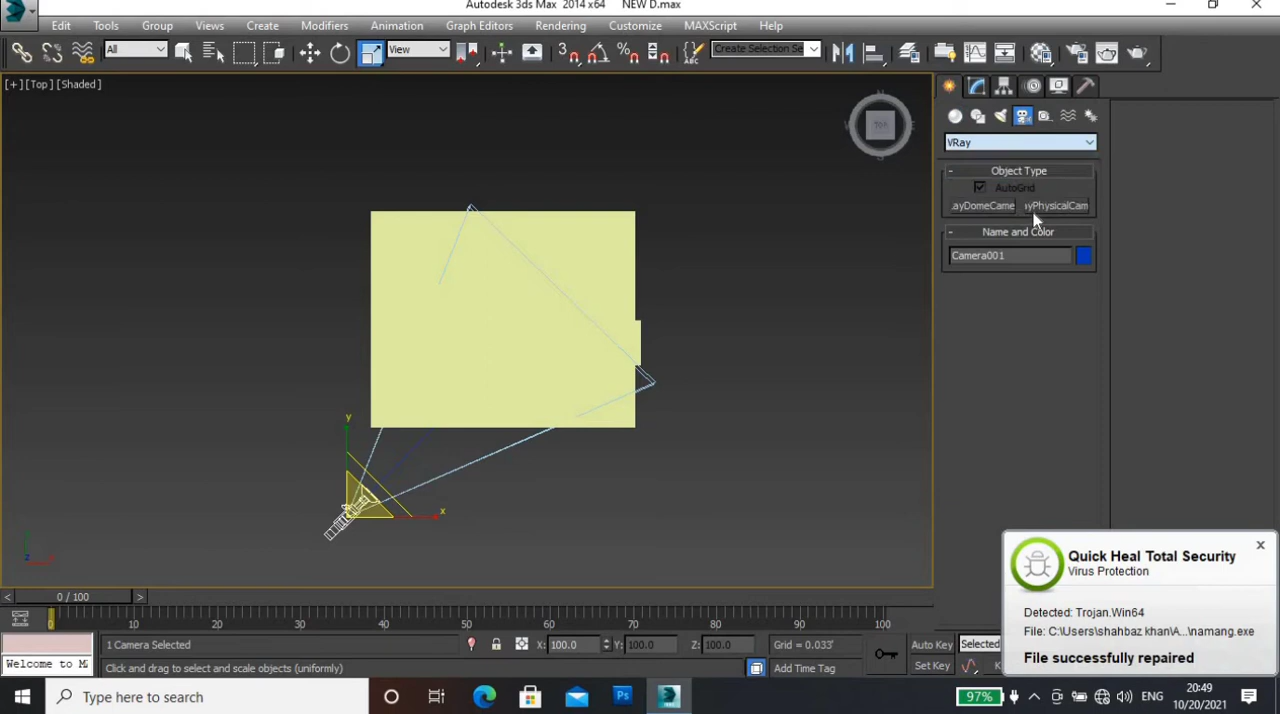 Autodesk 3ds Max 2014 x64 NEW D.max
Edit Tools Group Views Create Modifiers Animation Graph Editors Rendering Customize MAXScript Help
All View 3 Create Selection Se
[+] [Top] [Shaded]
TOP
VRay
- Object Type
AutoGrid
.ayDomeCame ıyPhysicalCam
- Name and Color
Camera001
y
x
z
0 / 100
0 10 20 30 40 50 60 70 80 90 100
1 Camera Selected X: 100.0 Y: 100.0 Z: 100.0 Grid = 0.033' Auto Key Selected
Welcome to M Click and drag to select and scale objects (uniformly) Add Time Tag Set Key
Quick Heal Total Security
Virus Protection
Detected: Trojan.Win64
File: C:\Users\shahbaz khan\A...\namang.exe
File successfully repaired
Type here to search
Ps
97%
ENG
20:49
10/20/2021